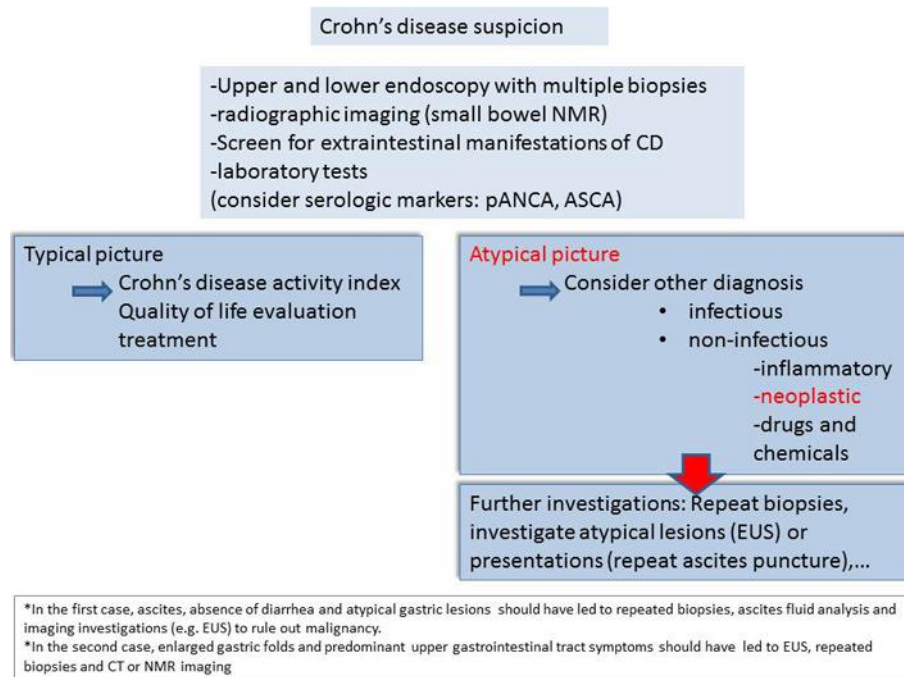 Crohn's disease suspicion
-Upper and lower endoscopy with multiple biopsies
-radiographic imaging (small bowel NMR)
-Screen for extraintestinal manifestations of CD
-laboratory tests
(consider serologic markers: pANCA, ASCA)
Typical picture
Crohn's disease activity index
Quality of life evaluation
treatment
Atypical picture
Consider other diagnosis
• infectious
• non-infectious
-inflammatory
-neoplastic
-drugs and
chemicals
Further investigations: Repeat biopsies,
investigate atypical lesions (EUS) or
presentations (repeat ascites puncture),...
*In the first case, ascites, absence of diarrhea and atypical gastric lesions should have led to repeated biopsies, ascites fluid analysis and
imaging investigations (e.g. EUS) to rule out malignancy.
*In the second case, enlarged gastric folds and predominant upper gastrointestinal tract symptoms should have led to EUS, repeated
biopsies and CT or NMR imaging